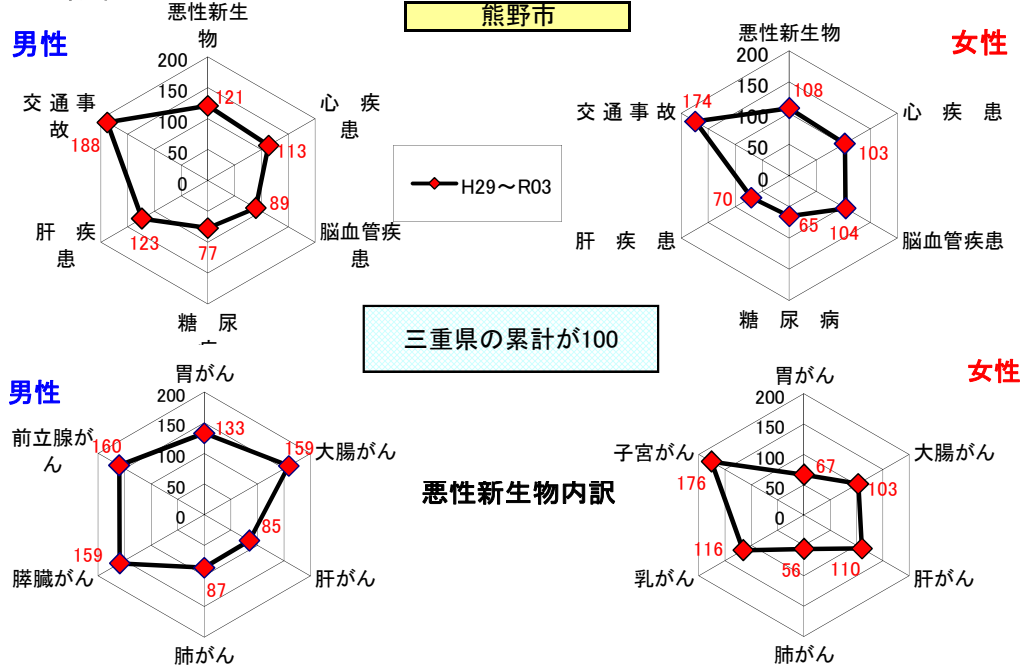 熊野市
男性
悪性新生
物
200
150
100
50
0
121
心 疾
患
113
89
脳血管疾
患
77
糖 尿
肝 疾
患
123
交 通 事
故
188
H29～R03
女性
悪性新生物
200
150
100
50
0
108
心 疾 患
103
104
脳血管疾患
65
糖 尿 病
肝 疾 患
70
交 通 事 故
174
三重県の累計が100
男性
胃がん
200
150
100
50
0
133
159
大腸がん
85
肝がん
87
肺がん
膵臓がん
159
前立腺が
ん
160
悪性新生物内訳
女性
胃がん
200
150
100
50
0
67
大腸がん
103
110
肝がん
56
肺がん
乳がん
116
子宮がん
176